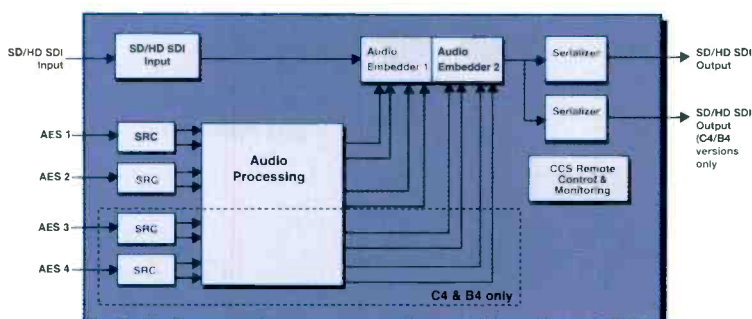 SD/HD SDI
Input
SD/HD SDI
Input
Audio
Embedder 1
Audio
Embedder 2
Serializer
SD/HD SDI
Output
Serializer
SD/HD SDI
Output
(C4/B4
versions
only
AES 1
SRC
AES 2
SRC
Audio
Processing
CCS Remote
Control &
Monitoring
AES 3
SRC
AES 4
SRC
C4 & B4 only